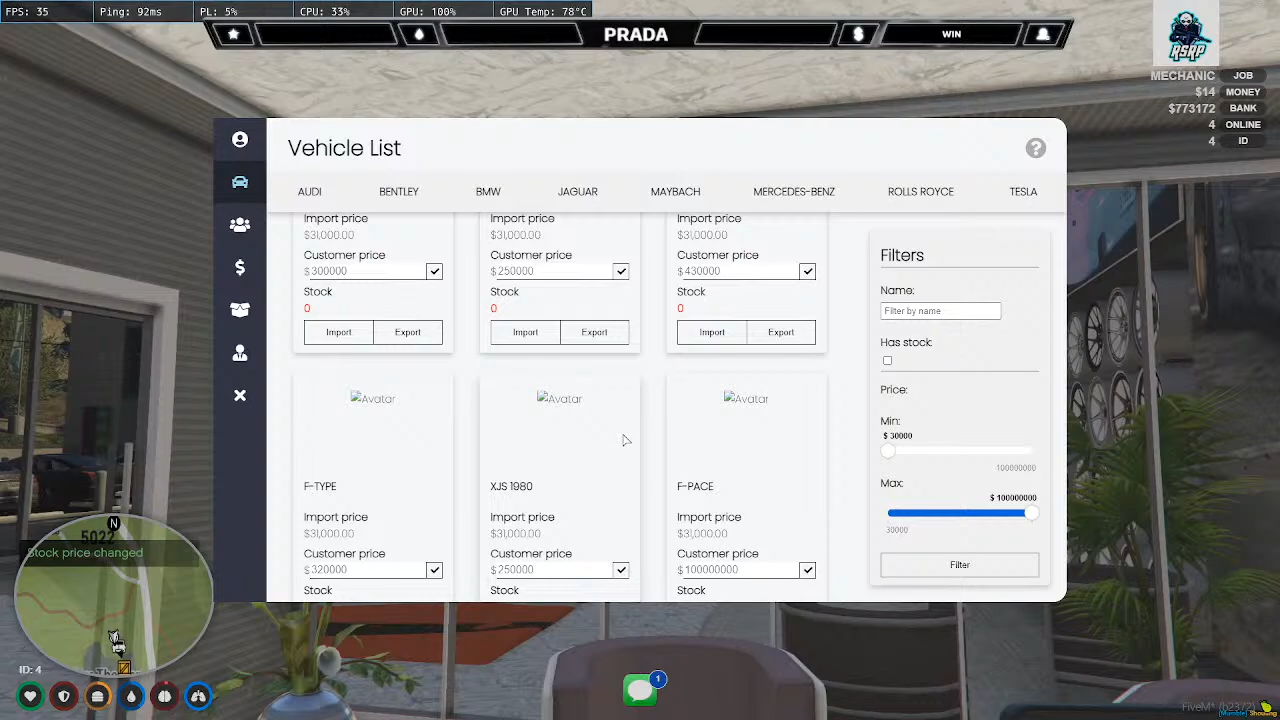 FPS: 35 Ping: 92ms PL: 5% CPU: 33% GPU: 100% GPU Temp: 78°C
PRADA
WIN
RSRP
MECHANIC JOB
$14 MONEY
$773172 BANK
4 ONLINE
4 ID
Vehicle List
?
AUDI BENTLEY BMW JAGUAR MAYBACH MERCEDES-BENZ ROLLS ROYCE TESLA
Import price Import price Import price
$31,000.00 $31,000.00 $31,000.00
Customer price Customer price Customer price
$300000 $250000 $430000
Stock Stock Stock
0 0 0
Import Export Import Export Import Export
Avatar Avatar Avatar
F-TYPE XJS 1980 F-PACE
Import price Import price Import price
$31,000.00 $31,000.00 $31,000.00
Customer price Customer price Customer price
$320000 $250000 $100000000
Stock Stock Stock
Filters
Name:
Filter by name
Has stock:
Price:
Min:
$ 30000
100000000
Max:
$ 100000000
30000
Filter
N
5022
Stock price changed
ID: 4
1
FiveM* (b2372)
Shouting